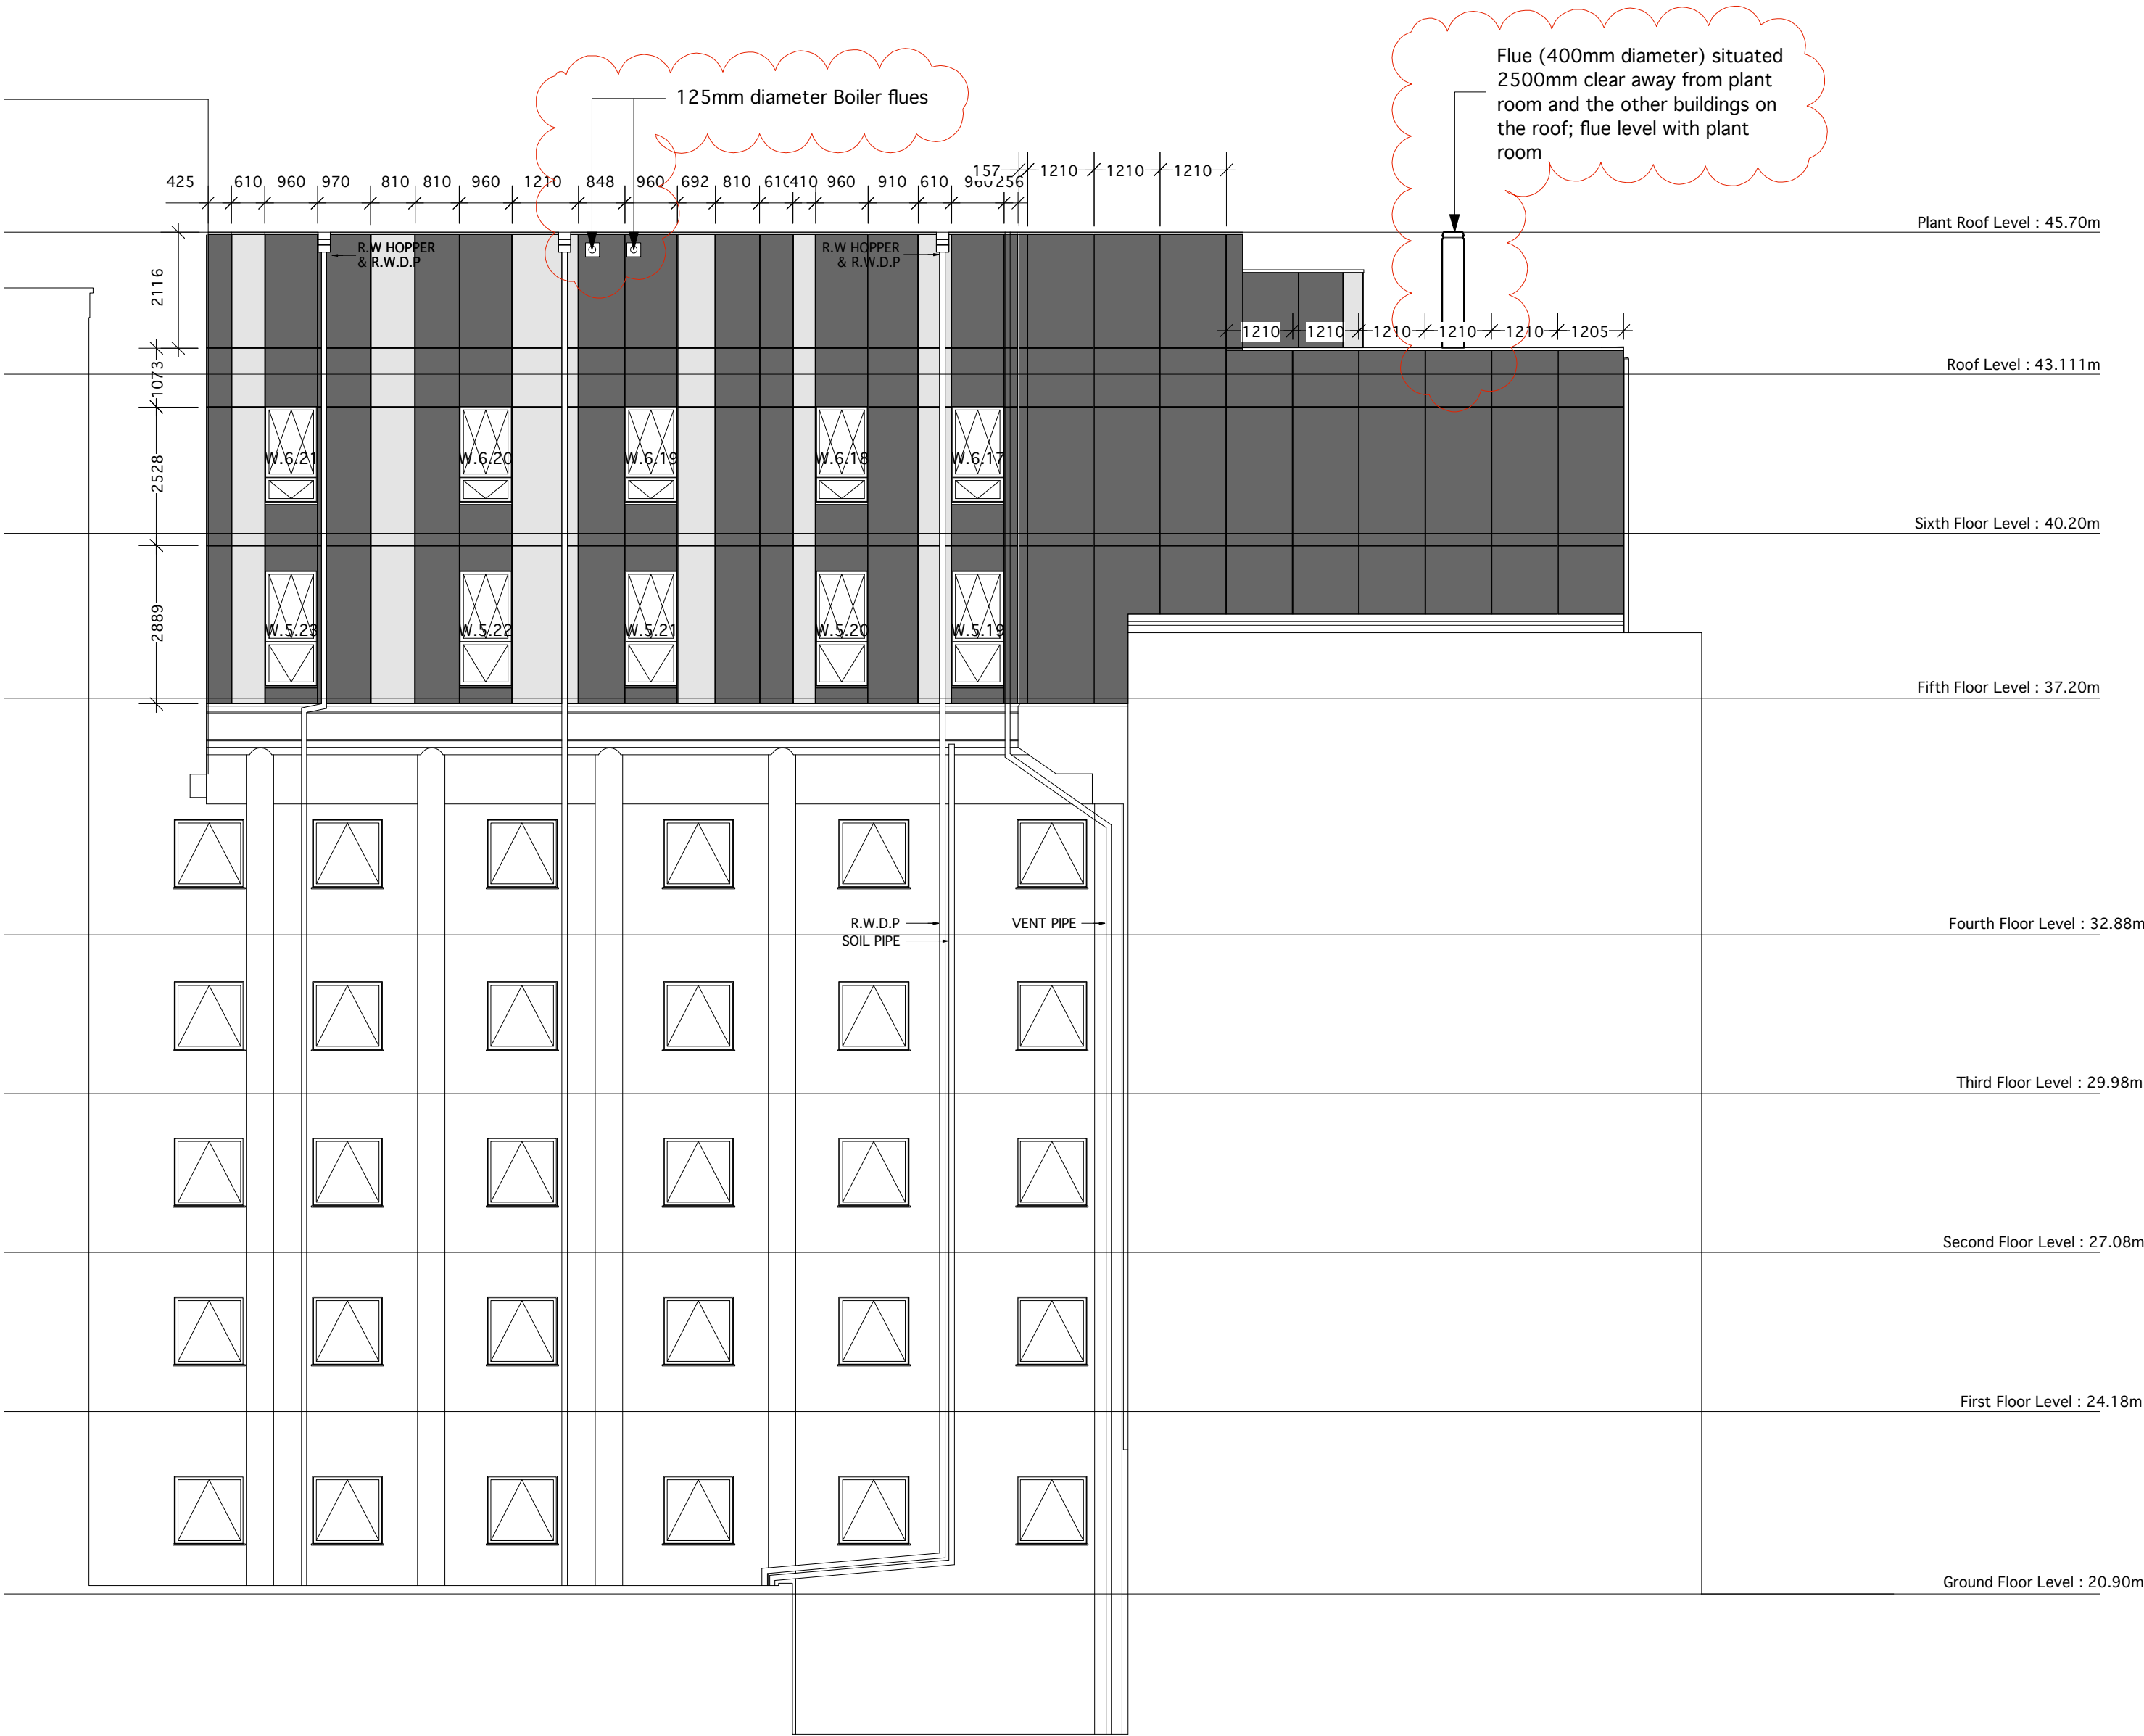 Flue (400mm diameter) situated
2500mm clear away from plant
room and the other buildings on
the roof; flue level with plant
room
125mm diameter Boiler flues
157 1210 1210 1210
425 610 960 970 810 810 960 1210 848 960 692 810 610 410 960 910 610 960 256
Plant Roof Level : 45.70m
R.W HOPPER
& R.W.D.P
R.W HOPPER
& R.W.D.P
2116
1210 1210 1210 1210 1210 1205
Roof Level : 43.111m
1073
W.6.21 W.6.20 W.6.19 W.6.18 W.6.17
2528
Sixth Floor Level : 40.20m
2889
W.5.23 W.5.22 W.5.21 W.5.20 W.5.19
Fifth Floor Level : 37.20m
R.W.D.P
VENT PIPE
SOIL PIPE
Fourth Floor Level : 32.88m
Third Floor Level : 29.98m
Second Floor Level : 27.08m
First Floor Level : 24.18m
Ground Floor Level : 20.90m